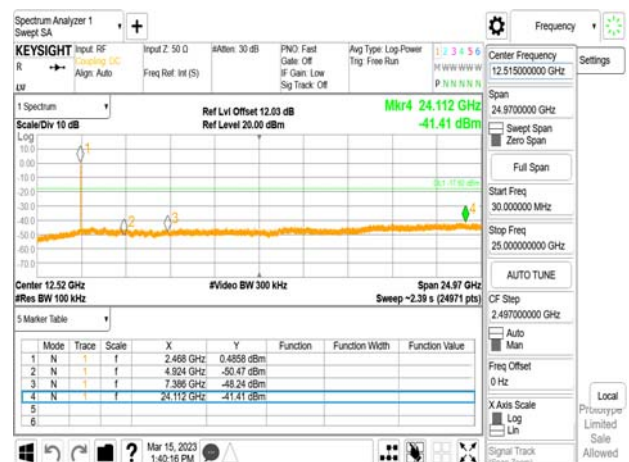 Spectrum Analyzer 1
Swept SA
+
Frequency
KEYSIGHT
R
Input: RF
Coupling: DC
Align: Auto
Input Z: 50 Ω
Freq Ref: Int (S)
#Atten: 30 dB
PNO: Fast
Gate: Off
IF Gain: Low
Sig Track: Off
Avg Type: Log-Power
Trig: Free Run
1 2 3 4 5 6
M W W W W W
P N N N N N
1 Spectrum
Scale/Div 10 dB
Log
Ref Lvl Offset 12.03 dB
Ref Level 20.00 dBm
Mkr4 24.112 GHz
-41.41 dBm
10.0
0.00
-10.0
-20.0
-30.0
-40.0
-50.0
-60.0
-70.0
1
2
3
4
Center 12.52 GHz
#Res BW 100 kHz
#Video BW 300 kHz
Span 24.97 GHz
Sweep ~2.39 s (24971 pts)
5 Marker Table
Mode Trace Scale X Y Function Function Width Function Value
1 N 1 f 2.468 GHz 0.4858 dBm
2 N 1 f 4.924 GHz -50.47 dBm
3 N 1 f 7.386 GHz -48.24 dBm
4 N 1 f 24.112 GHz -41.41 dBm
5
6
Mar 15, 2023
1:40:16 PM
Center Frequency
12.515000000 GHz
Settings
Span
24.9700000 GHz
Swept Span
Zero Span
Full Span
Start Freq
30.000000 MHz
Stop Freq
25.000000000 GHz
AUTO TUNE
CF Step
2.497000000 GHz
Auto
Man
Freq Offset
0 Hz
X Axis Scale
Log
Lin
Signal Track
Local
Prototype
Limited
Sale
Allowed